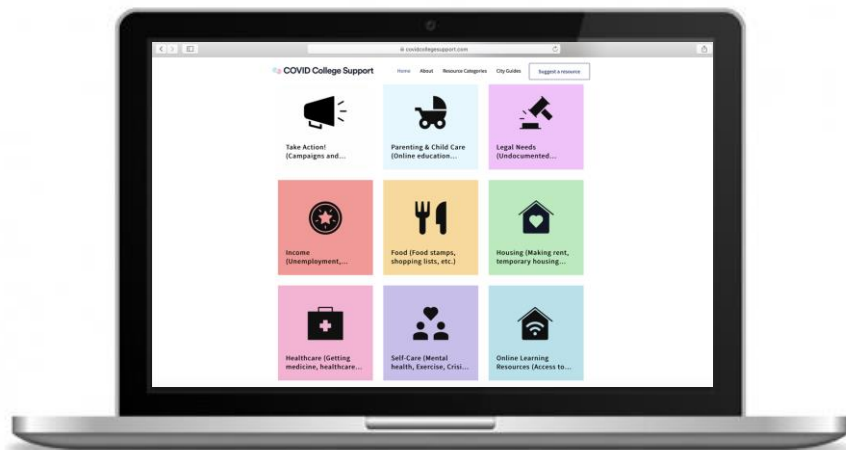 covidcollegesupport.com
COVID College Support
Home About Resource Categories City Guides Suggest a resource
Take Action!
(Campaigns and...
Parenting & Child Care
(Online education...
Legal Needs
(Undocumented...
Income
(Unemployment,...
Food (Food stamps,
shopping lists, etc.)
Housing (Making rent,
temporary housing...
Healthcare (Getting
medicine, healthcare...
Self-Care (Mental
health, Exercise, Crisi...
Online Learning
Resources (Access to...